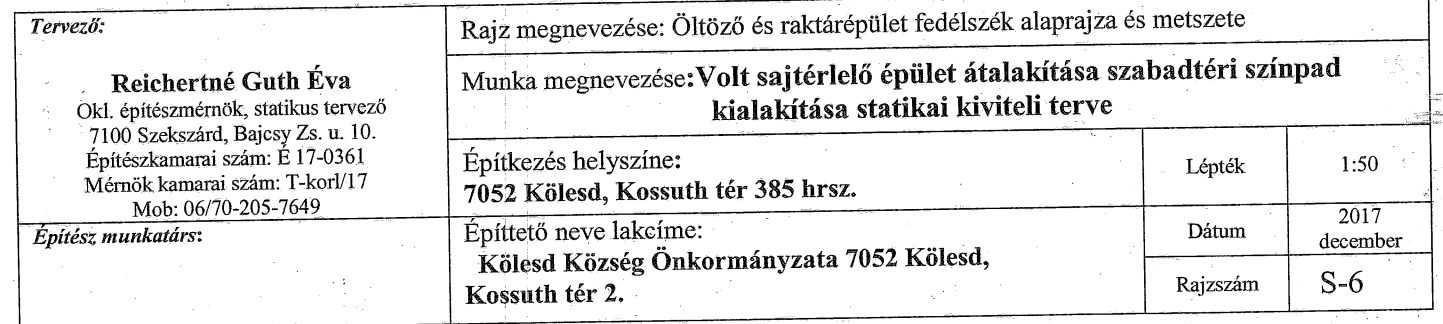 Tervező:
Reichertné Guth Éva
Okl. építészmérnök, statikus tervező
7100 Szekszárd, Bajcsy Zs. u. 10.
Építészkamarai szám: É 17-0361
Mérnök kamarai szám: T-korl/17
Mob: 06/70-205-7649
Építész munkatárs:
Rajz megnevezése: Öltöző és raktárépület fedélszék alaprajza és metszete
Munka megnevezése:Volt sajtérlelő épület átalakítása szabadtéri színpad
kialakítása statikai kiviteli terve
Építkezés helyszíne:
7052 Kölesd, Kossuth tér 385 hrsz.
Lépték
1:50
Építtető neve lakcíme:
Kölesd Község Önkormányzata 7052 Kölesd,
Kossuth tér 2.
Dátum
2017
december
Rajzszám
S-6